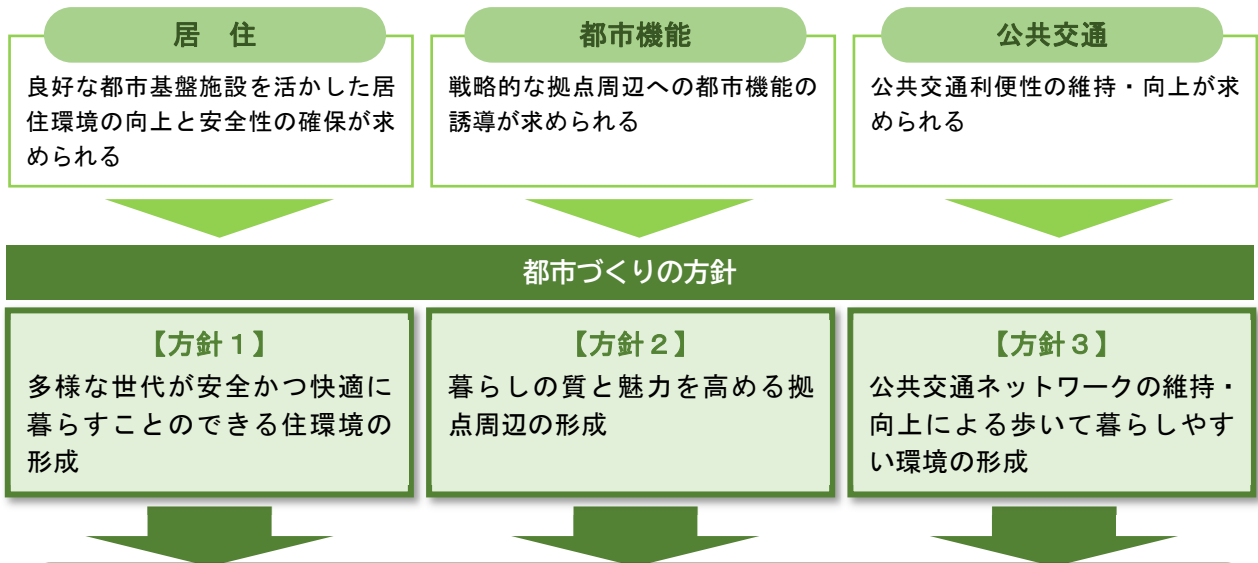 居　住
良好な都市基盤施設を活かした居
住環境の向上と安全性の確保が求
められる
都市機能
戦略的な拠点周辺への都市機能の
誘導が求められる
公共交通
公共交通利便性の維持・向上が求
められる
都市づくりの方針
【方針１】
多様な世代が安全かつ快適に
暮らすことのできる住環境の
形成
【方針２】
暮らしの質と魅力を高める拠
点周辺の形成
【方針３】
公共交通ネットワークの維持・
向上による歩いて暮らしやす
い環境の形成